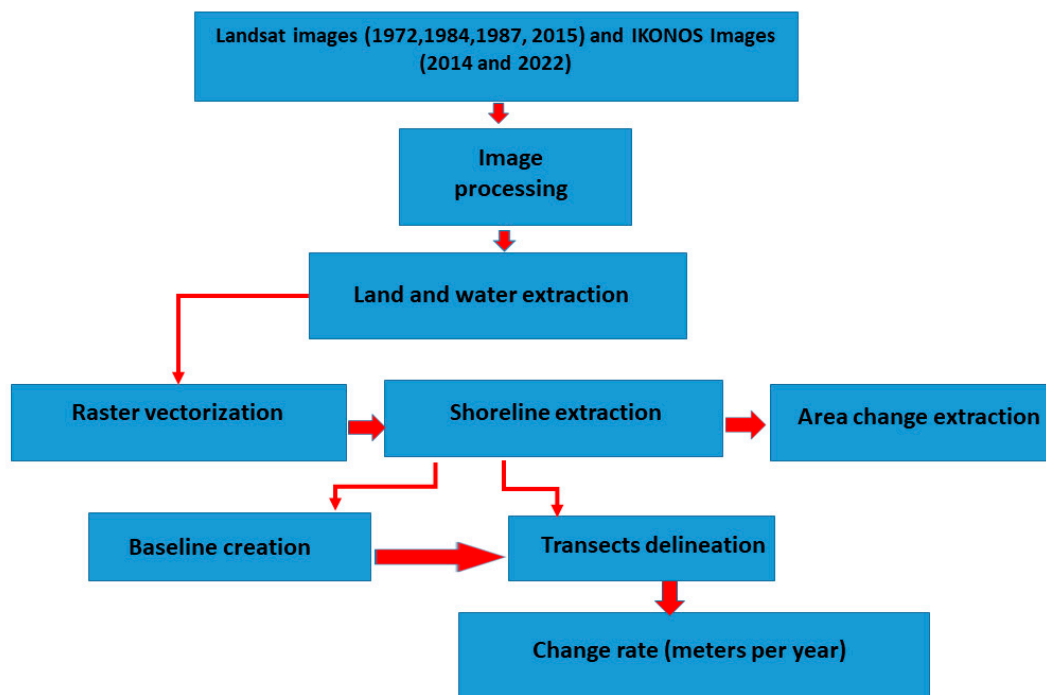 Landsat images (1972,1984,1987, 2015) and IKONOS Images
(2014 and 2022)
Image
processing
Land and water extraction
Raster vectorization
Shoreline extraction
Area change extraction
Baseline creation
Transects delineation
Change rate (meters per year)